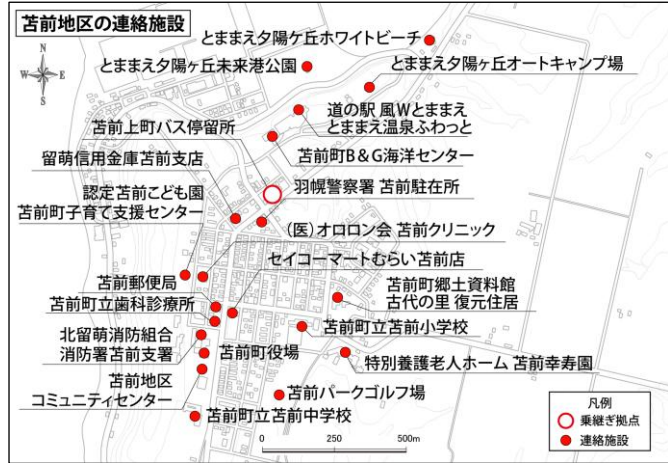 苫前地区の連絡施設
N
W
E
S
とままえ夕陽ケ丘ホワイトビーチ
とままえ夕陽ヶ丘未来港公園
とままえ夕陽ヶ丘オートキャンプ場
道の駅 風Wとままえ
とままえ温泉ふわっと
苫前上町バス停留所
苫前町B&G海洋センター
留萌信用金庫苫前支店
羽幌警察署 苫前駐在所
認定苫前こども園
苫前町子育て支援センター
(医)オロロン会 苫前クリニック
セイコーマートむらい苫前店
苫前郵便局
苫前町郷土資料館
古代の里 復元住居
苫前町立歯科診療所
苫前町立苫前小学校
北留萌消防組合
消防署苫前支署
苫前町役場
特別養護老人ホーム 苫前幸寿園
苫前地区
コミュニティセンター
苫前パークゴルフ場
苫前町立苫前中学校
凡例
乗継ぎ拠点
連絡施設
0
250
500m